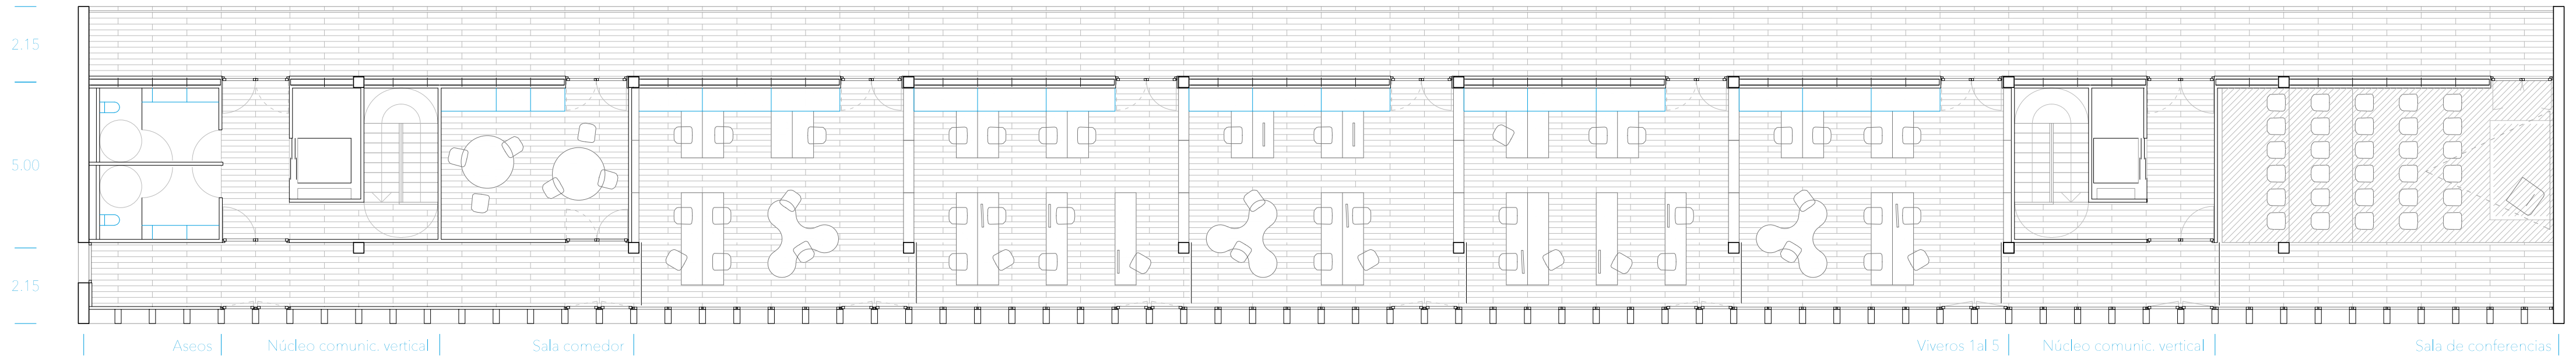 2.15
5.00
2.15
Aseos
Núcleo comunic. vertical
Sala comedor
Viveros 1al 5
Núcleo comunic. vertical
Sala de conferencias